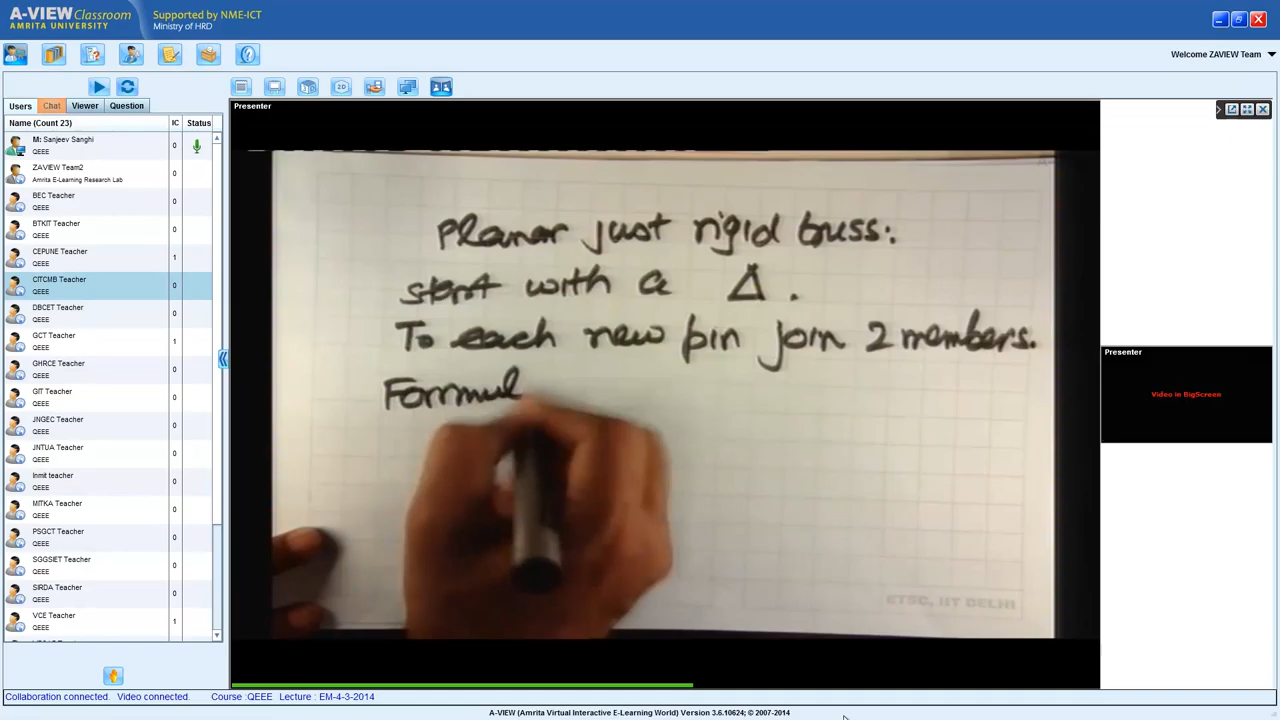 A-VIEW Classroom
AMRITA UNIVERSITY
Supported by NME-ICT
Ministry of HRD
Welcome ZAVIEW Team
Users Chat Viewer Question
Name (Count 23) IC Status
M: Sanjeev Sanghi
QEEE 0
ZAVIEW Team2
Amrita E-Learning Research Lab 0
BEC Teacher
QEEE 0
BTKIT Teacher
QEEE 0
CEPUNE Teacher
QEEE 1
CITCMB Teacher
QEEE 0
DBCET Teacher
QEEE 0
GCT Teacher
QEEE 1
GHRCE Teacher
QEEE 0
GIT Teacher
QEEE 0
JNGEC Teacher
QEEE 0
JNTUA Teacher
QEEE 0
lnmit teacher
QEEE 0
MITKA Teacher
QEEE 0
PSGCT Teacher
QEEE 0
SGGSIET Teacher
QEEE 0
SIRDA Teacher
QEEE 0
VCE Teacher
QEEE 1
Presenter
Planar just rigid truss:
start with a Δ.
To each new pin join 2 members.
Formul
ETSC, IIT DELHI
Presenter
Video in BigScreen
Collaboration connected. Video connected. Course :QEEE Lecture : EM-4-3-2014
A-VIEW (Amrita Virtual Interactive E-Learning World) Version 3.6.10624; © 2007-2014